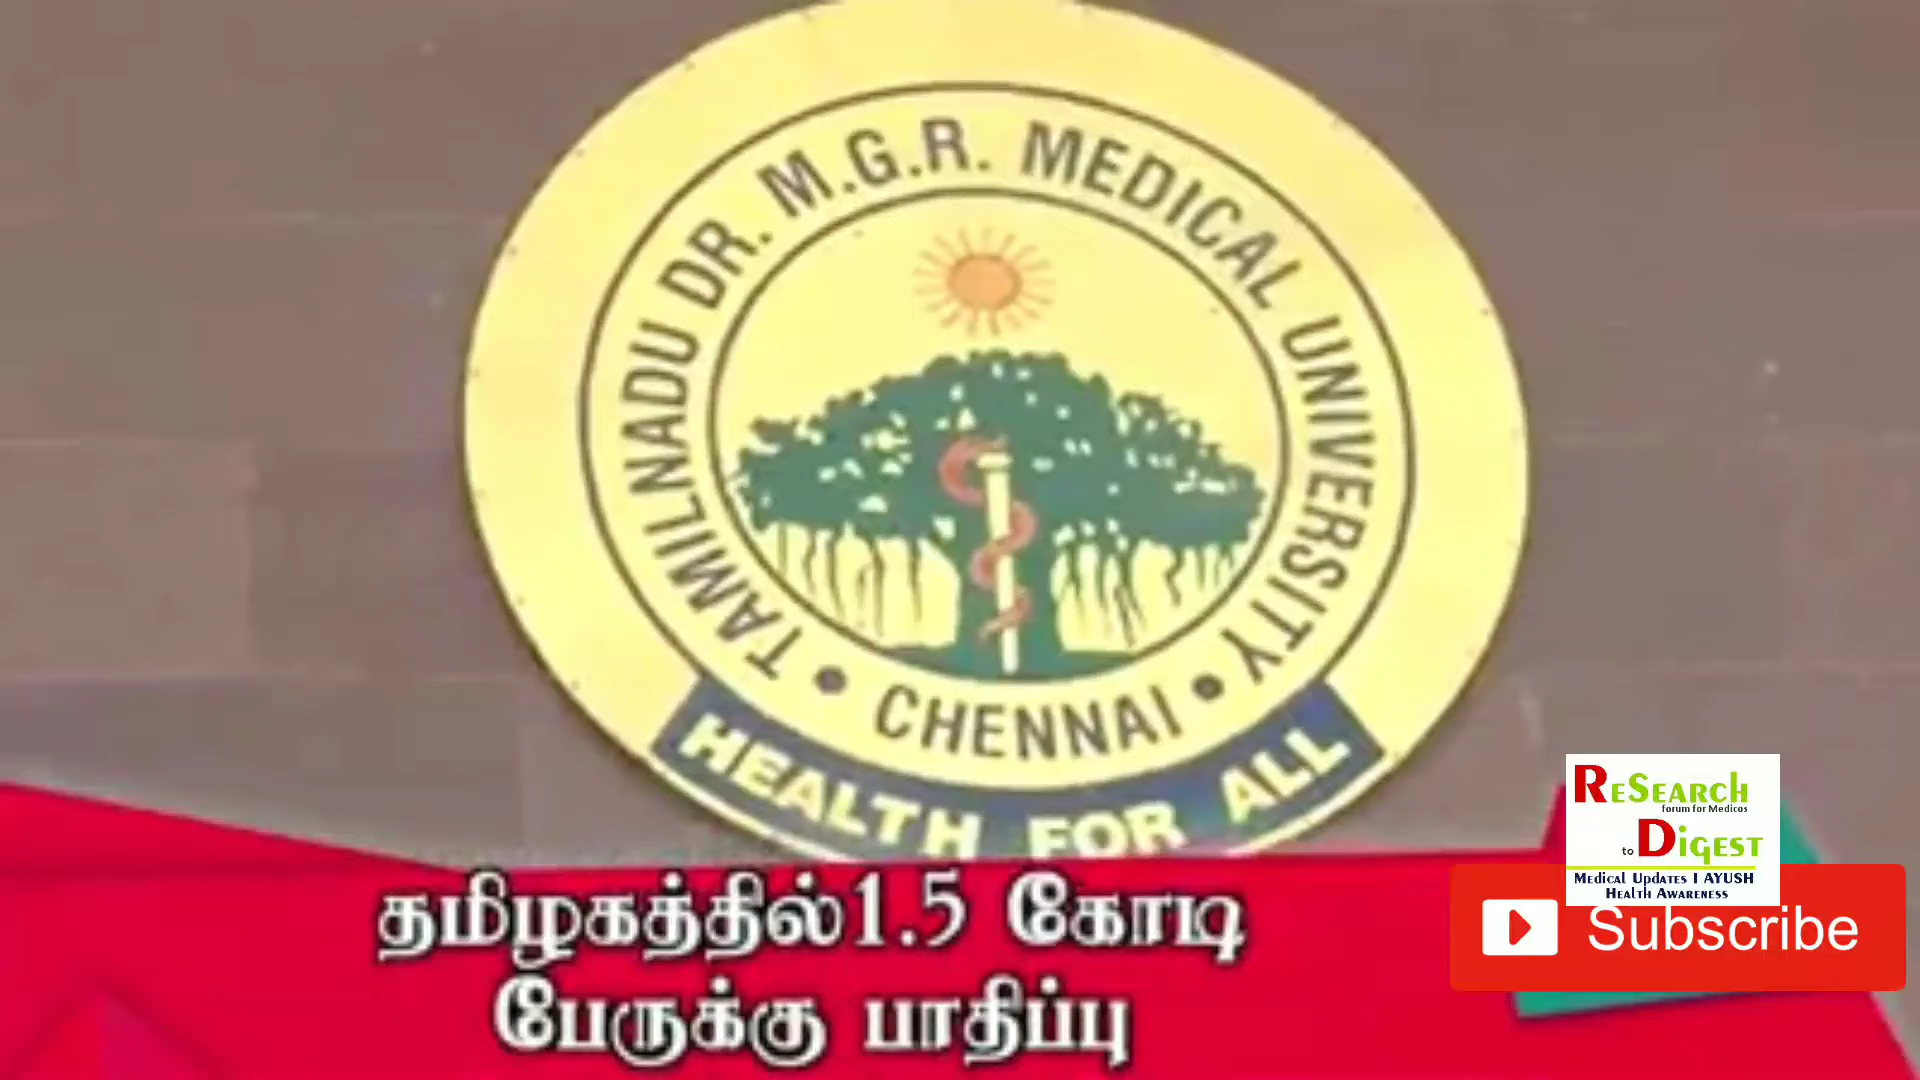 TAMILNADU DR. M.G.R. MEDICAL UNIVERSITY
• CHENNAI •
HEALTH FOR ALL
தமிழகத்தில் 1.5 கோடி
பேருக்கு பாதிப்பு
ReSearch
forum for Medicos
to Digest
Medical Updates I AYUSH
Health Awareness
Subscribe